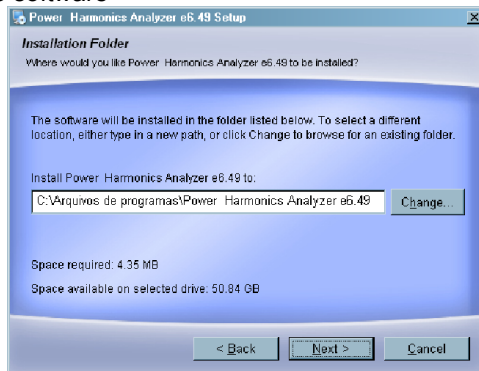 software
Power Harmonics Analyzer e6.49 Setup
Installation Folder
Where would you like Power Harmonics Analyzer e6.49 to be installed?
The software will be installed in the folder listed below. To select a different
location, either type in a new path, or click Change to browse for an existing folder.
Install Power Harmonics Analyzer e6.49 to:
C:\Arquivos de programas\Power Harmonics Analyzer e6.49
Change...
Space required: 4.35 MB
Space available on selected drive: 50.84 GB
< Back
Next >
Cancel